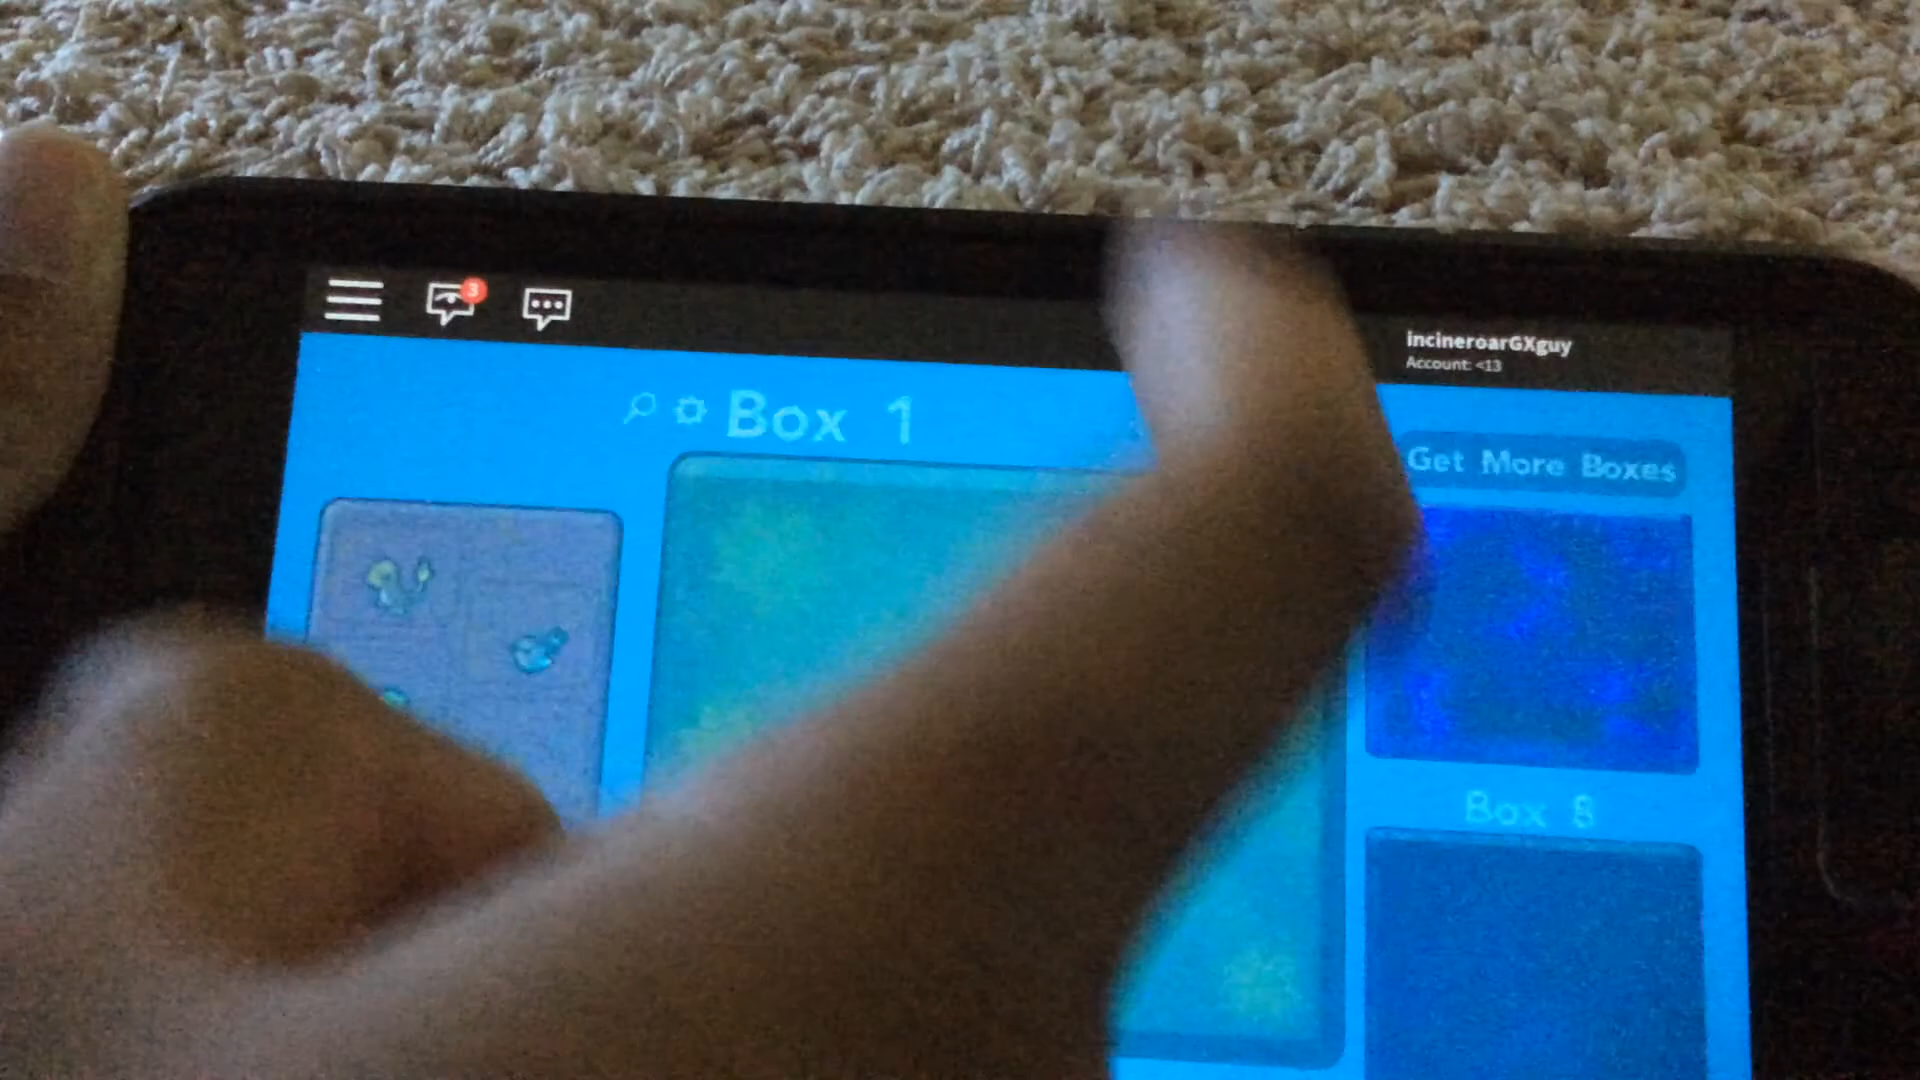 3
incineroarGXguy
Account: <13
Box 1
Get More Boxes
Box 8